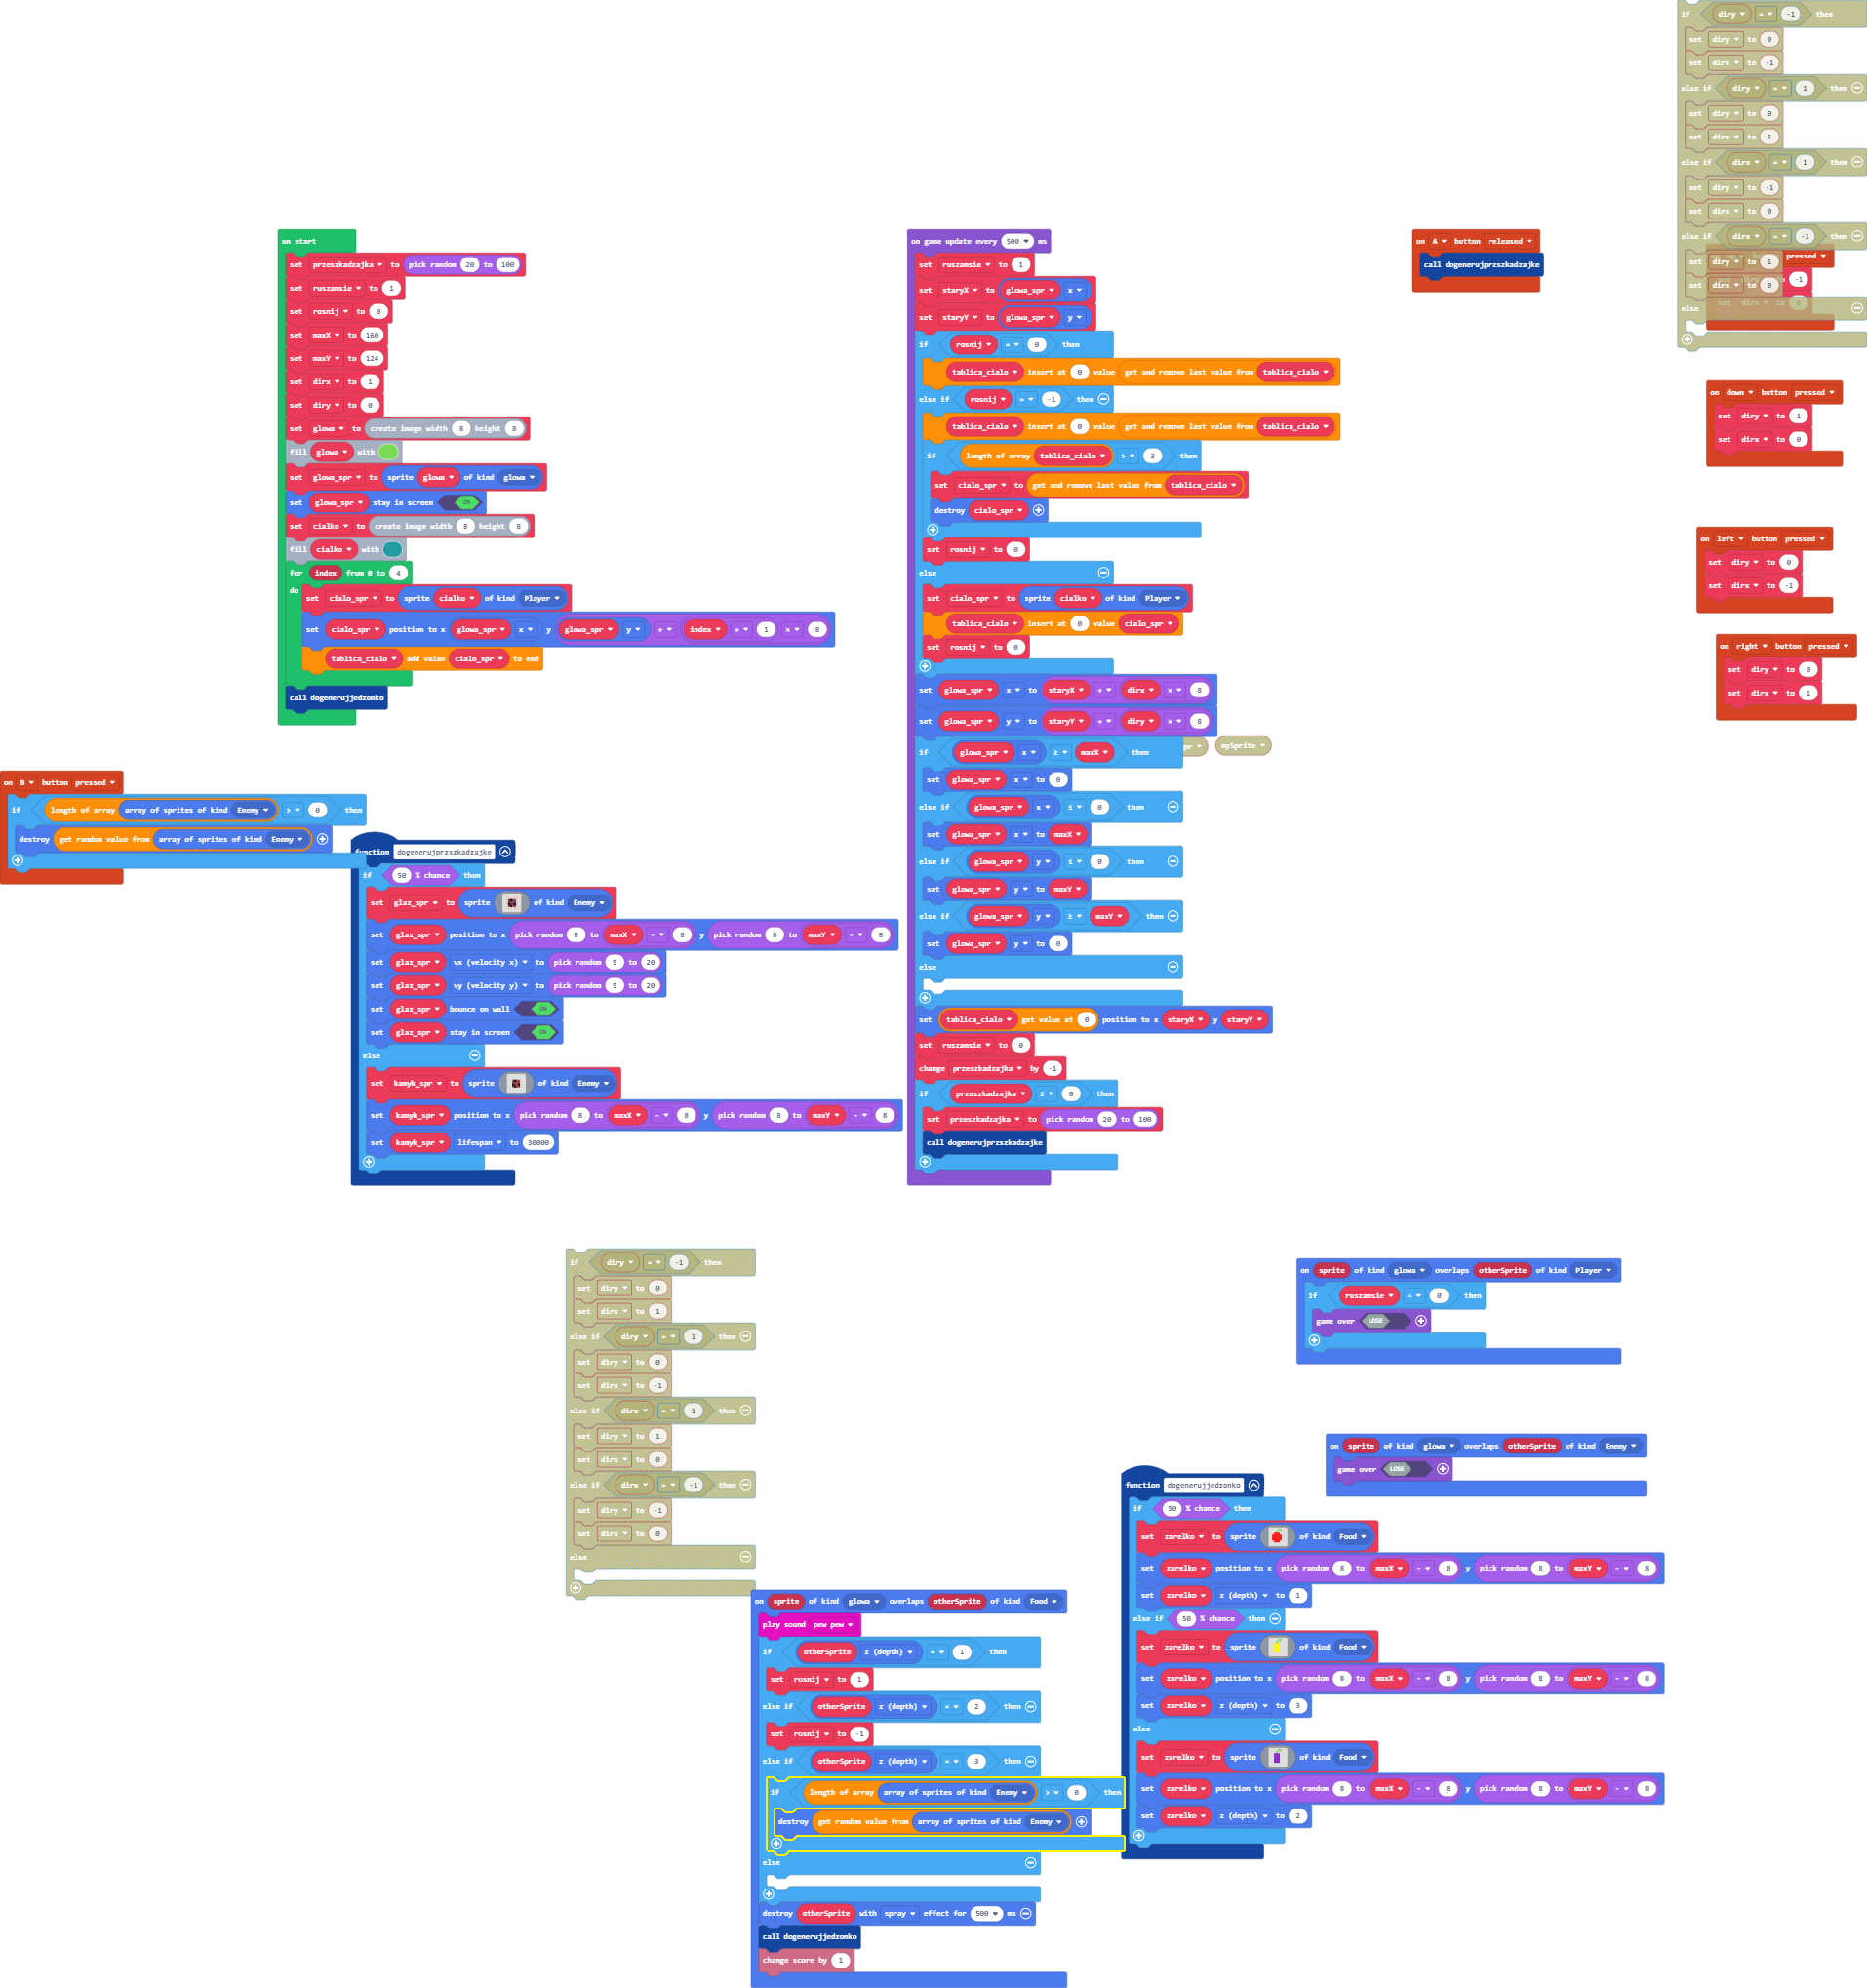 on start
set przeszkadzajka to pick random 20 to 100
set ruszamsie to 1
set rosnij to 0
set maxX to 160
set maxY to 124
set dirx to 1
set diry to 0
set glowa to create image width 8 height 8
fill glowa with
set glowa_spr to sprite glowa of kind glowa
set glowa_spr stay in screen ON
set cialko to create image width 8 height 8
fill cialko with
for index from 0 to 4
do
set cialo_spr to sprite cialko of kind Player
set cialo_spr position to x glowa_spr x y glowa_spr y + index + 1 × 8
tablica_cialo add value cialo_spr to end
call dogenerujjedzonko
on game update every 500 ms
set ruszamsie to 1
set staryX to glowa_spr x
set staryY to glowa_spr y
if rosnij = 0 then
tablica_cialo insert at 0 value get and remove last value from tablica_cialo
else if rosnij = -1 then
tablica_cialo insert at 0 value get and remove last value from tablica_cialo
if length of array tablica_cialo > 3 then
set cialo_spr to get and remove last value from tablica_cialo
destroy cialo_spr
set rosnij to 0
else
set cialo_spr to sprite cialko of kind Player
tablica_cialo insert at 0 value cialo_spr
set rosnij to 0
set glowa_spr x to staryX + dirx × 8
set glowa_spr y to staryY + diry × 8
if glowa_spr x ≥ maxX then
set glowa_spr x to 0
else if glowa_spr x ≤ 0 then
set glowa_spr x to maxX
else if glowa_spr y ≤ 0 then
set glowa_spr y to maxY
else if glowa_spr y ≥ maxY then
set glowa_spr y to 0
else
set tablica_cialo get value at 0 position to x staryX y staryY
set ruszamsie to 0
change przeszkadzajka by -1
if przeszkadzajka ≤ 0 then
set przeszkadzajka to pick random 20 to 100
call dogenerujprzszkadzajke
pr mySprite
on A button released
call dogenerujprzszkadzajke
if diry = -1 then
set diry to 0
set dirx to -1
else if diry = 1 then
set diry to 0
set dirx to 1
else if dirx = 1 then
set diry to -1
set dirx to 0
else if dirx = -1 then
set diry to 1
set dirx to 0
else
pressed
-1
set dirx to 0
on down button pressed
set diry to 1
set dirx to 0
on left button pressed
set diry to 0
set dirx to -1
on right button pressed
set diry to 0
set dirx to 1
on B button pressed
if length of array array of sprites of kind Enemy > 0 then
destroy get random value from array of sprites of kind Enemy
function dogenerujprzszkadzajke
if 50 % chance then
set glaz_spr to sprite of kind Enemy
set glaz_spr position to x pick random 8 to maxX - 8 y pick random 8 to maxY - 8
set glaz_spr vx (velocity x) to pick random 5 to 20
set glaz_spr vy (velocity y) to pick random 5 to 20
set glaz_spr bounce on wall ON
set glaz_spr stay in screen ON
else
set kamyk_spr to sprite of kind Enemy
set kamyk_spr position to x pick random 8 to maxX - 8 y pick random 8 to maxY - 8
set kamyk_spr lifespan to 30000
if diry = -1 then
set diry to 0
set dirx to 1
else if diry = 1 then
set diry to 0
set dirx to -1
else if dirx = 1 then
set diry to 1
set dirx to 0
else if dirx = -1 then
set diry to -1
set dirx to 0
else
on sprite of kind glowa overlaps otherSprite of kind Player
if ruszamsie = 0 then
game over LOSE
on sprite of kind glowa overlaps otherSprite of kind Enemy
game over LOSE
function dogenerujjedzonko
if 50 % chance then
set zarelko to sprite of kind Food
set zarelko position to x pick random 8 to maxX - 8 y pick random 8 to maxY - 8
set zarelko z (depth) to 1
else if 50 % chance then
set zarelko to sprite of kind Food
set zarelko position to x pick random 8 to maxX - 8 y pick random 8 to maxY - 8
set zarelko z (depth) to 3
else
set zarelko to sprite of kind Food
set zarelko position to x pick random 8 to maxX - 8 y pick random 8 to maxY - 8
set zarelko z (depth) to 2
on sprite of kind glowa overlaps otherSprite of kind Food
play sound pew pew
if otherSprite z (depth) = 1 then
set rosnij to 1
else if otherSprite z (depth) = 2 then
set rosnij to -1
else if otherSprite z (depth) = 3 then
if length of array array of sprites of kind Enemy > 0 then
destroy get random value from array of sprites of kind Enemy
else
destroy otherSprite with spray effect for 500 ms
call dogenerujjedzonko
change score by 1